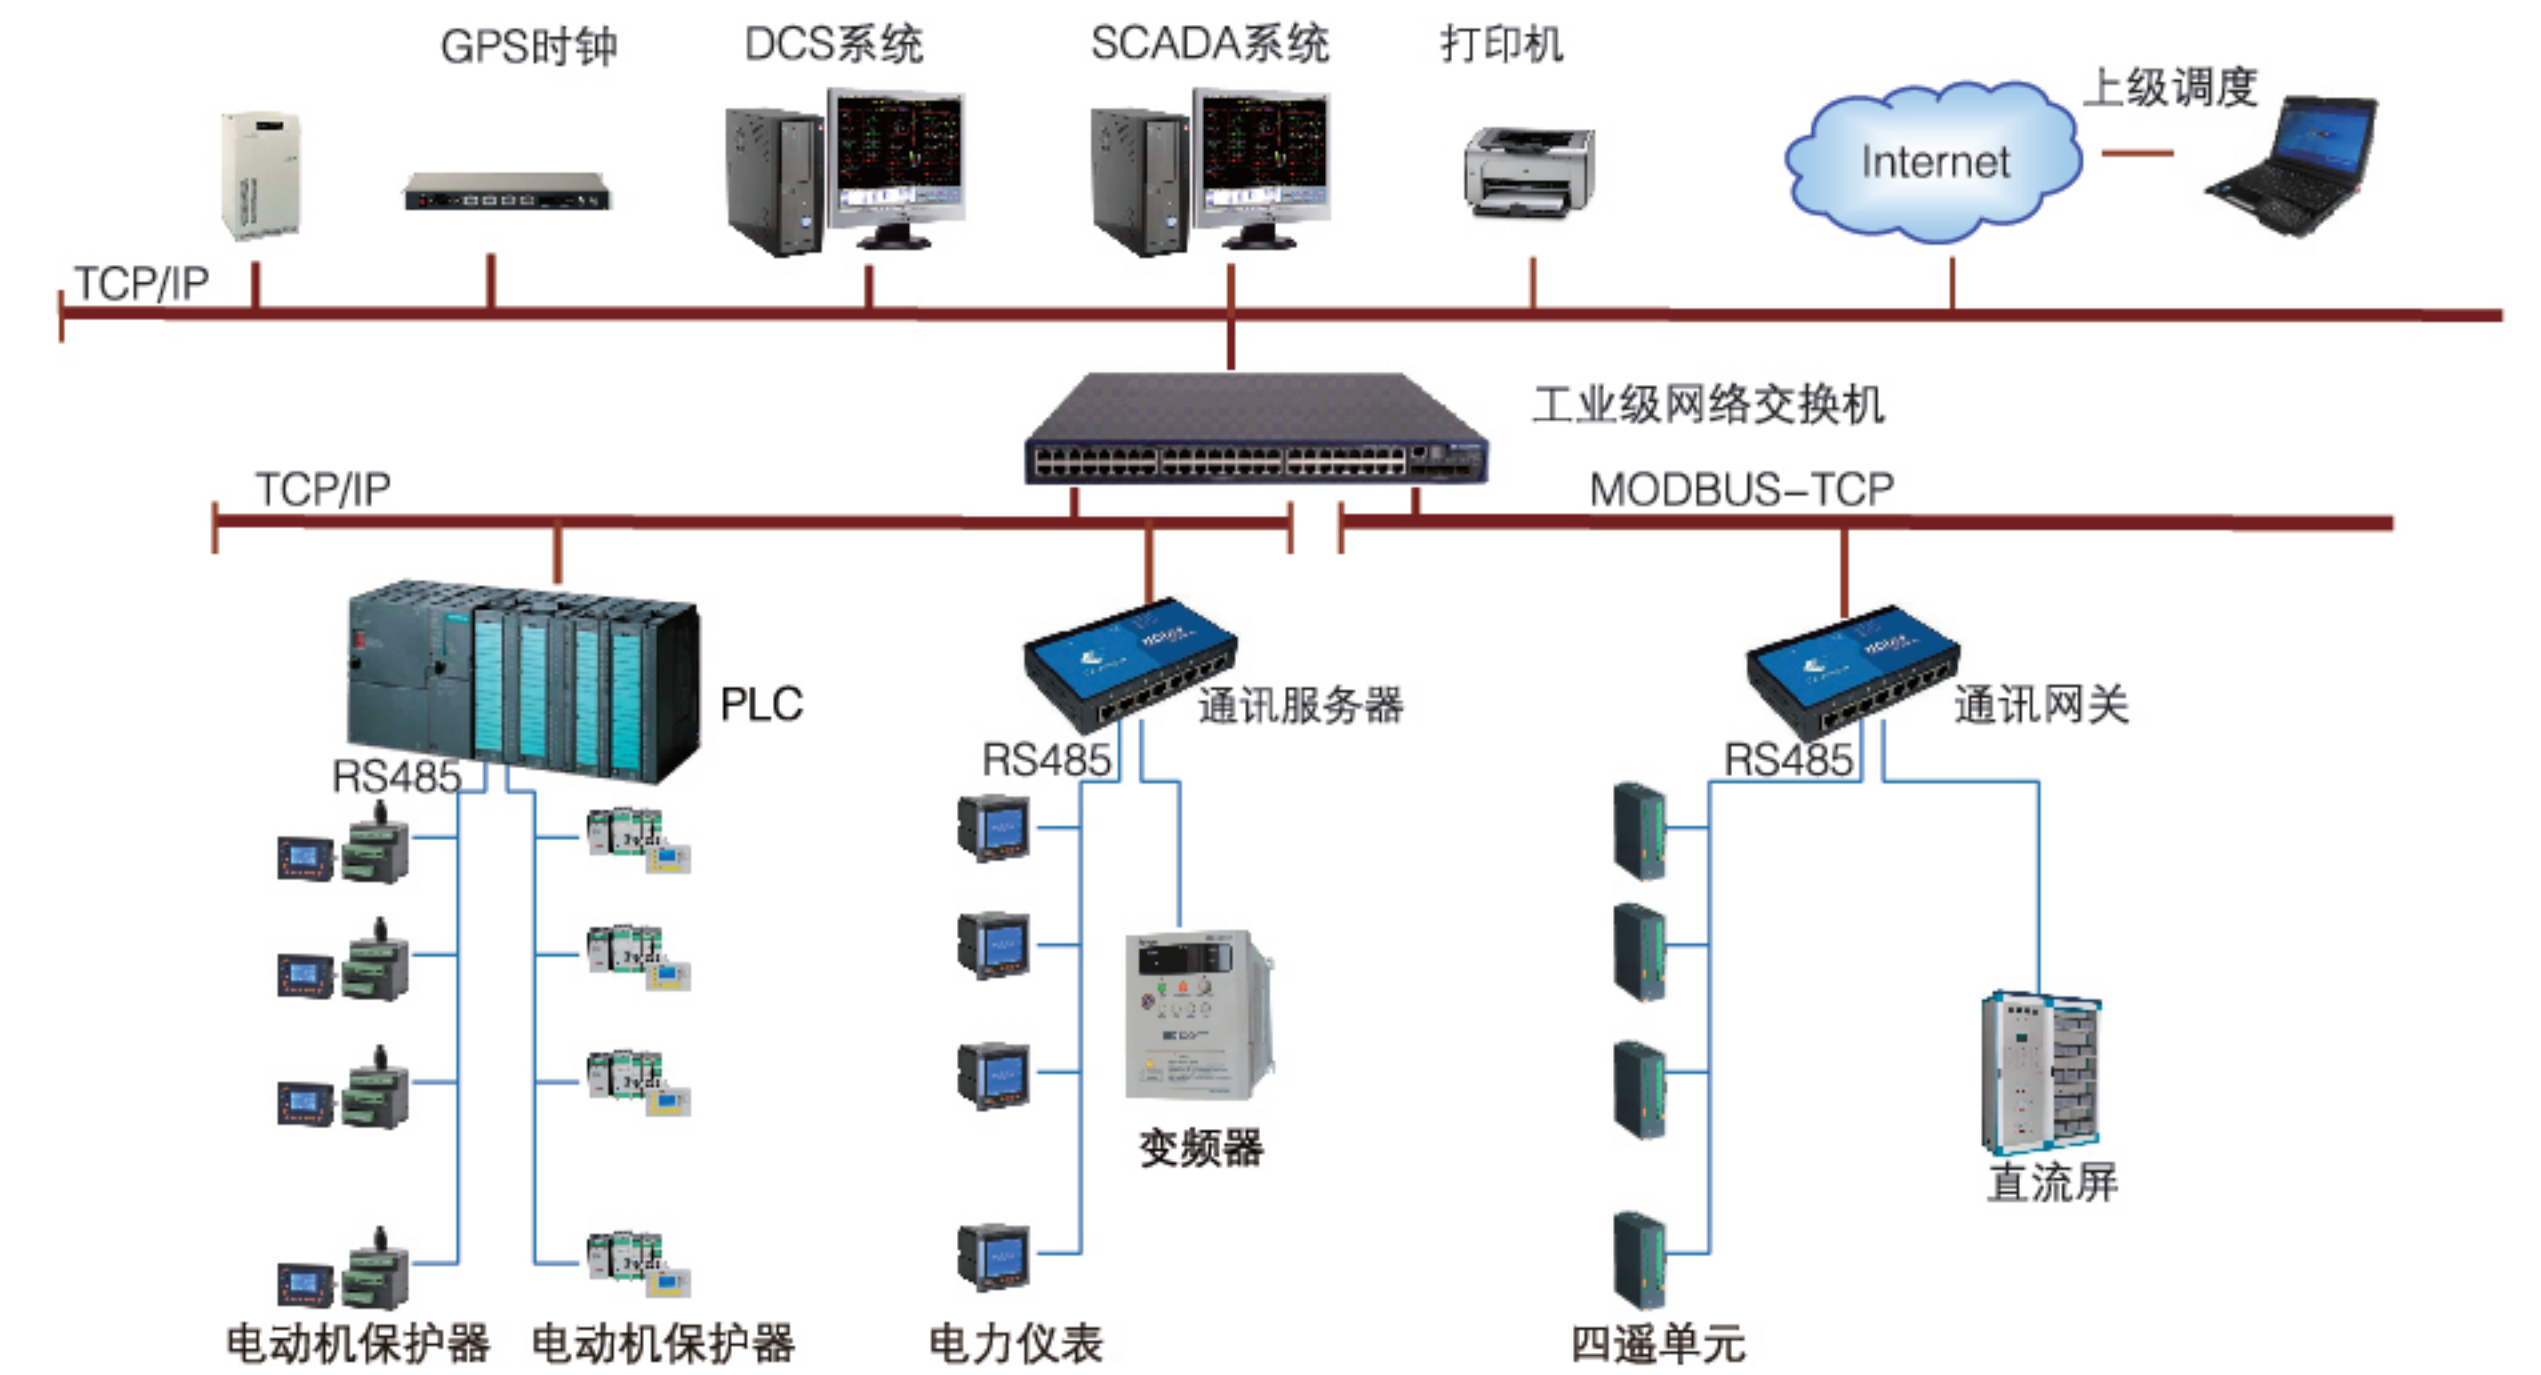 GPS时钟
DCS系统
SCADA系统
打印机
上级调度
Internet
TCP/IP
工业级网络交换机
TCP/IP
MODBUS-TCP
PLC
通讯服务器
通讯网关
RS485
RS485
RS485
变频器
直流屏
电动机保护器
电动机保护器
电力仪表
四遥单元